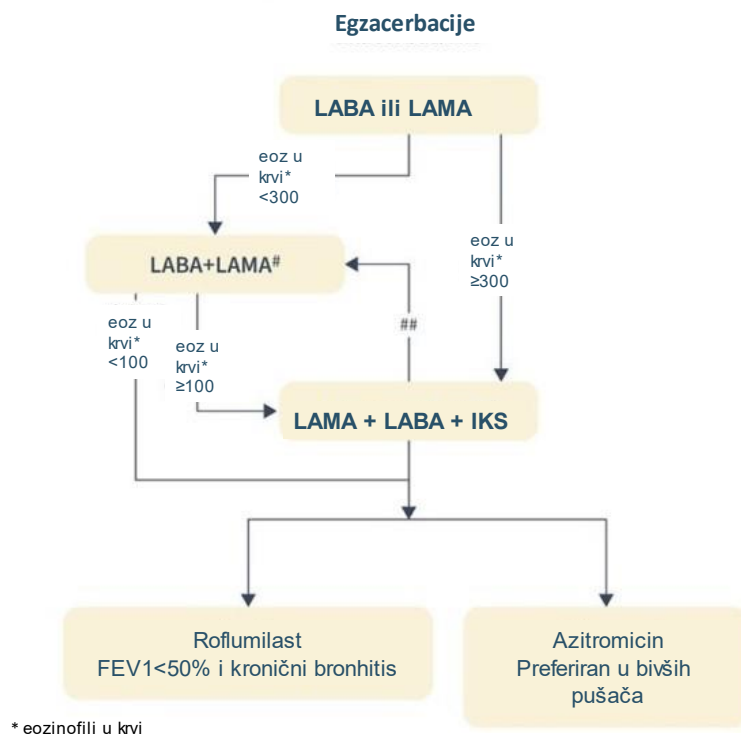 Egzacerbacije
LABA ili LAMA
eoz u
krvi*
<300
LABA+LAMA#
eoz u
krvi*
≥300
eoz u
krvi*
<100
eoz u
krvi*
≥100
##
LAMA + LABA + IKS
Roflumilast
FEV1<50% i kronični bronhitis
Azitromicin
Preferiran u bivših
pušača
* eozinofili u krvi